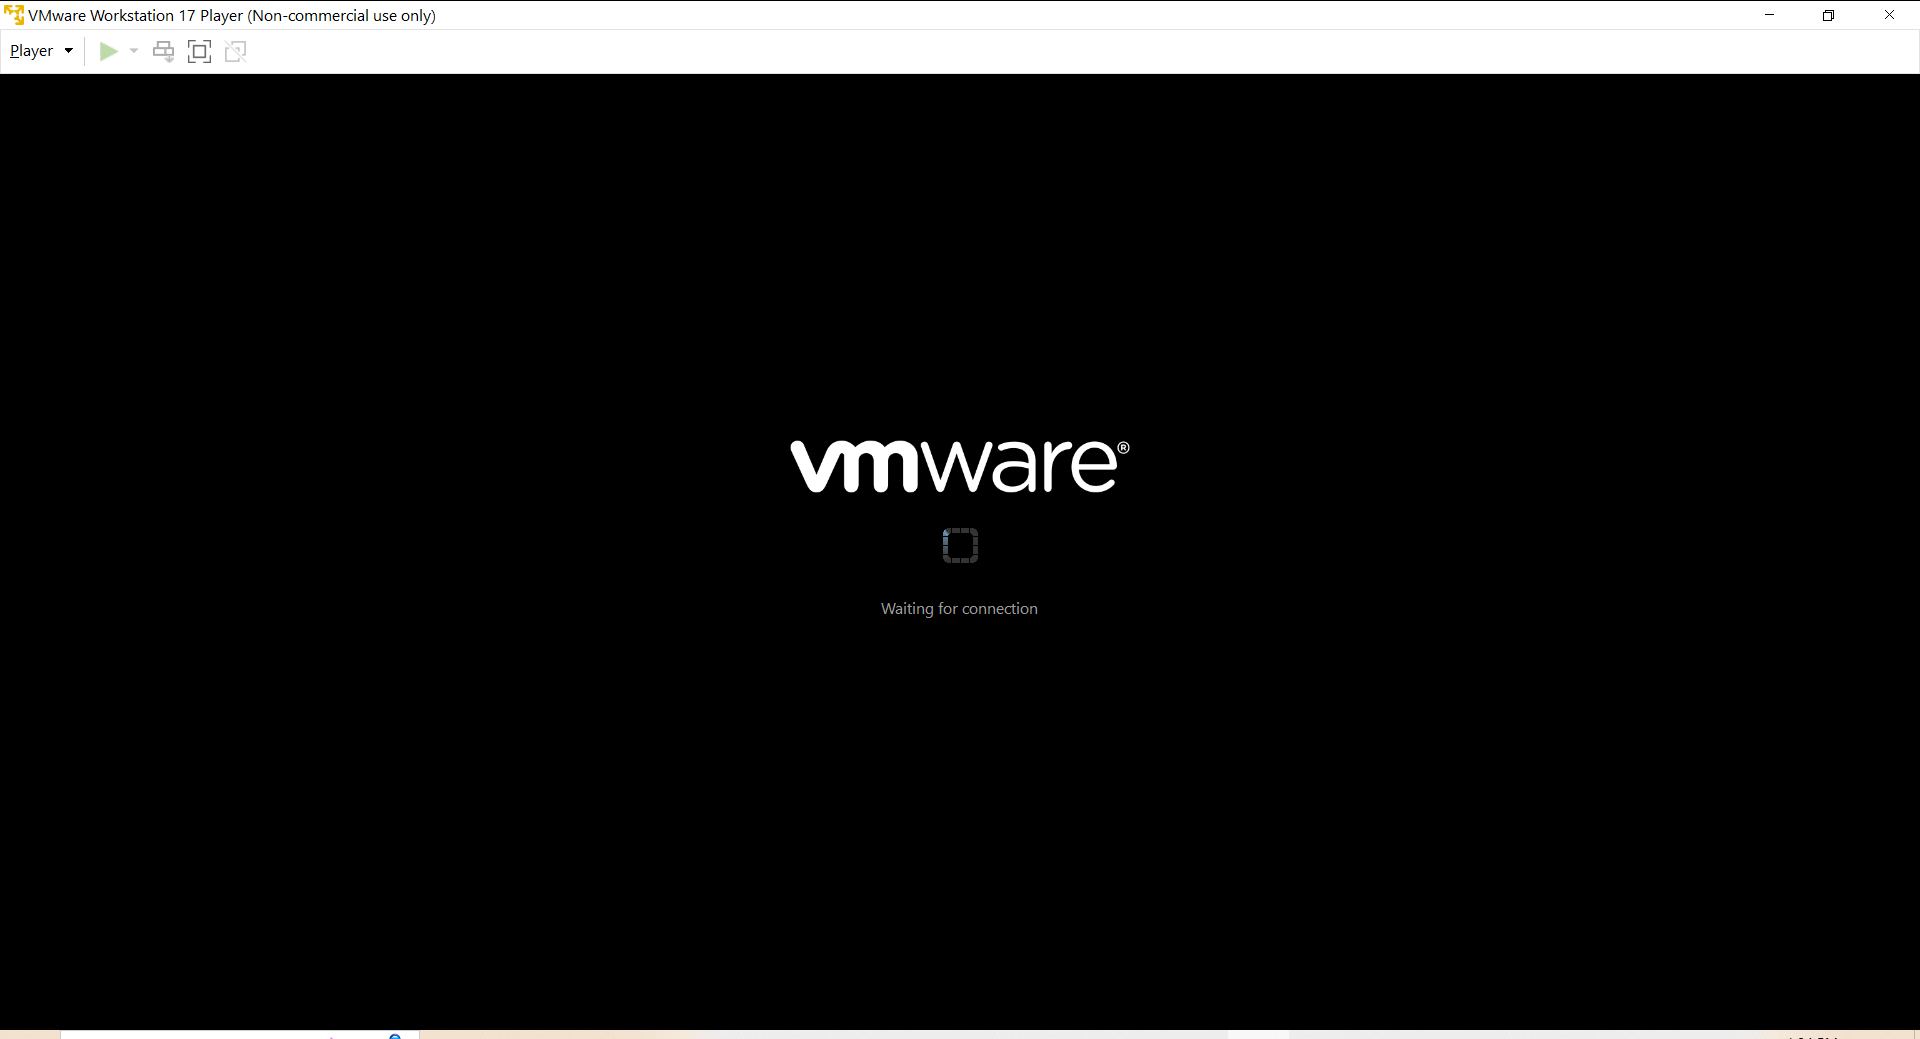 VMware Workstation 17 Player (Non-commercial use only)
Player
vmware®
Waiting for connection